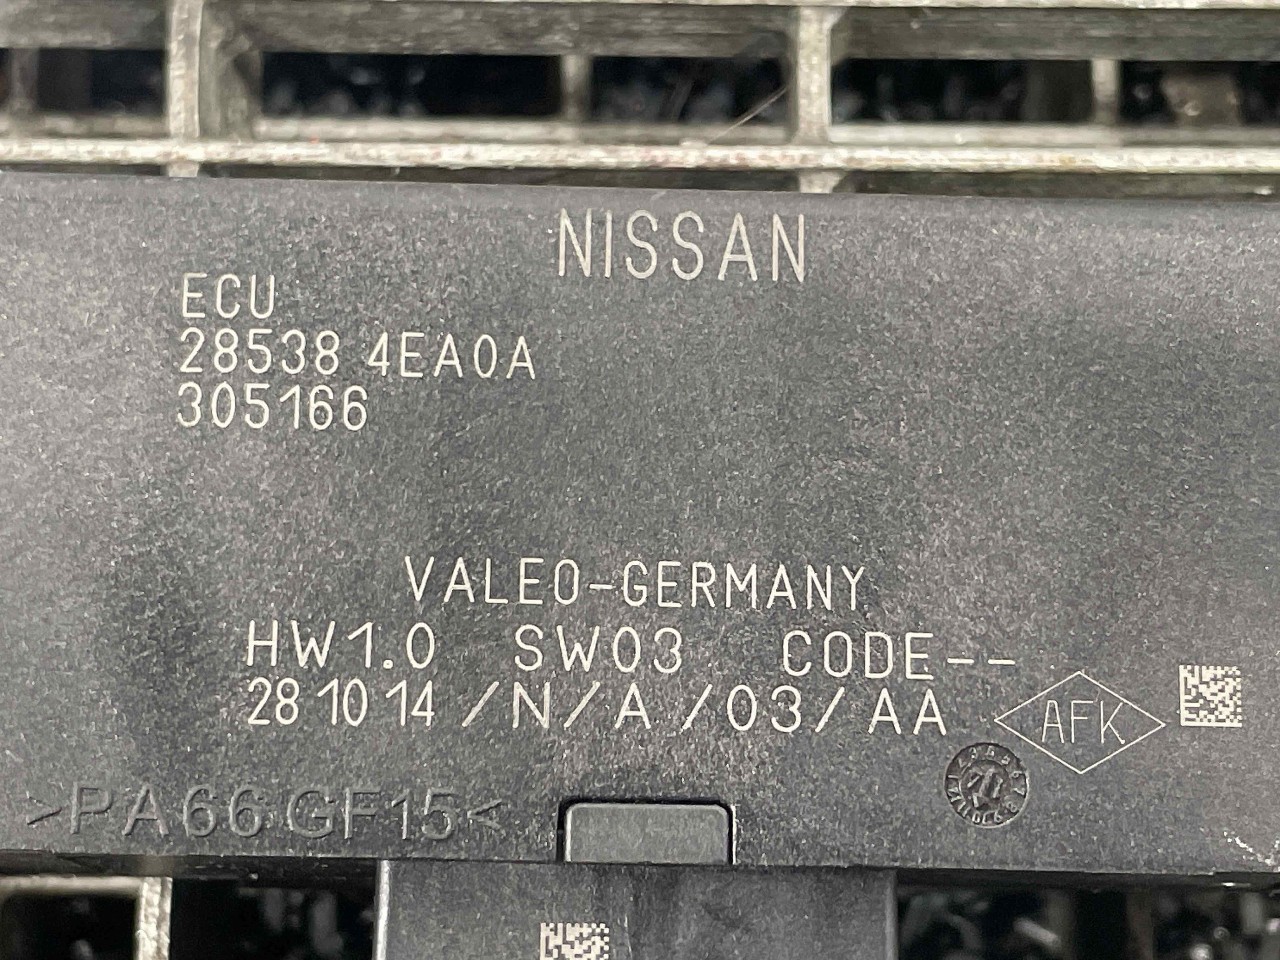 NISSAN
ECU
28538 4EA0A
305166
VALEO-GERMANY
HW1.0 SW03 CODE--
28 10 14 /N/A /03/ AA
AFK
>PA66 GF15<